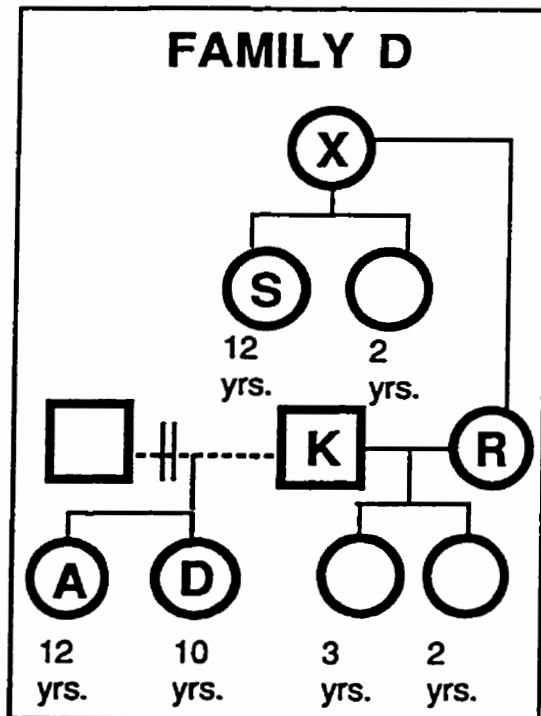 FAMILY D
X
S
12 2
yrs. yrs.
K R
A D
12 10 3 2
yrs. yrs. yrs. yrs.